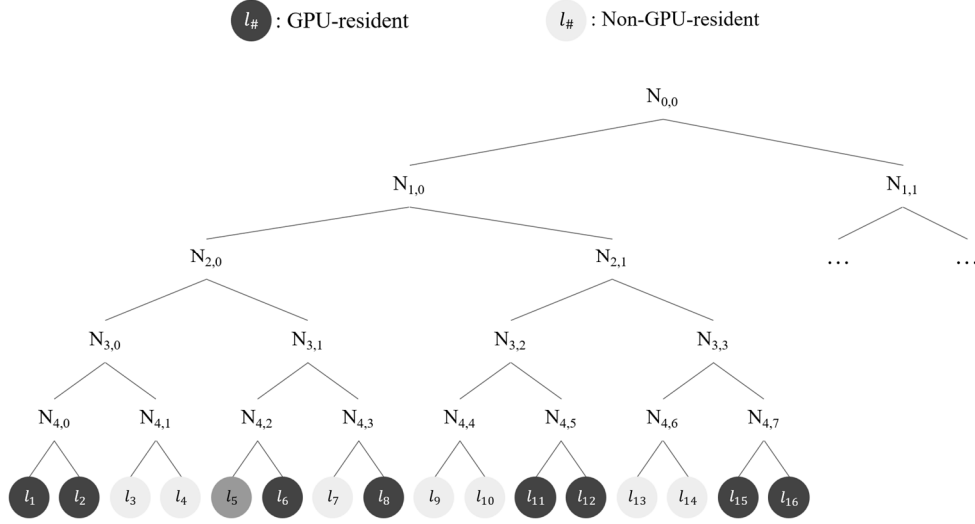 l# : GPU-resident l# : Non-GPU-resident
N0,0
N1,0 N1,1
N2,0 N2,1 ... ...
N3,0 N3,1 N3,2 N3,3
N4,0 N4,1 N4,2 N4,3 N4,4 N4,5 N4,6 N4,7
l1 l2 l3 l4 l5 l6 l7 l8 l9 l10 l11 l12 l13 l14 l15 l16